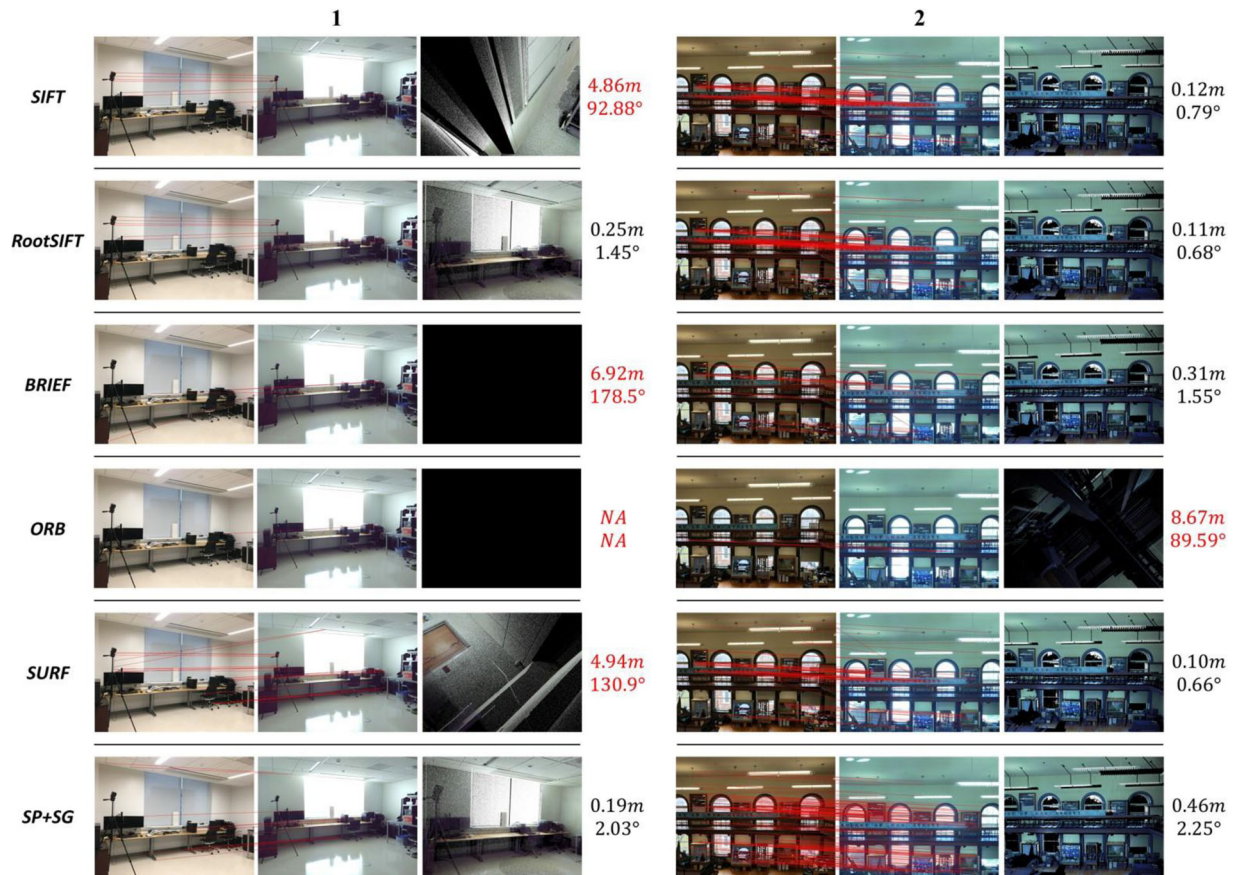 1
2
SIFT
4.86m
92.88°
0.12m
0.79°
RootSIFT
0.25m
1.45°
0.11m
0.68°
BRIEF
6.92m
178.5°
0.31m
1.55°
ORB
NA
NA
8.67m
89.59°
SURF
4.94m
130.9°
0.10m
0.66°
SP+SG
0.19m
2.03°
0.46m
2.25°